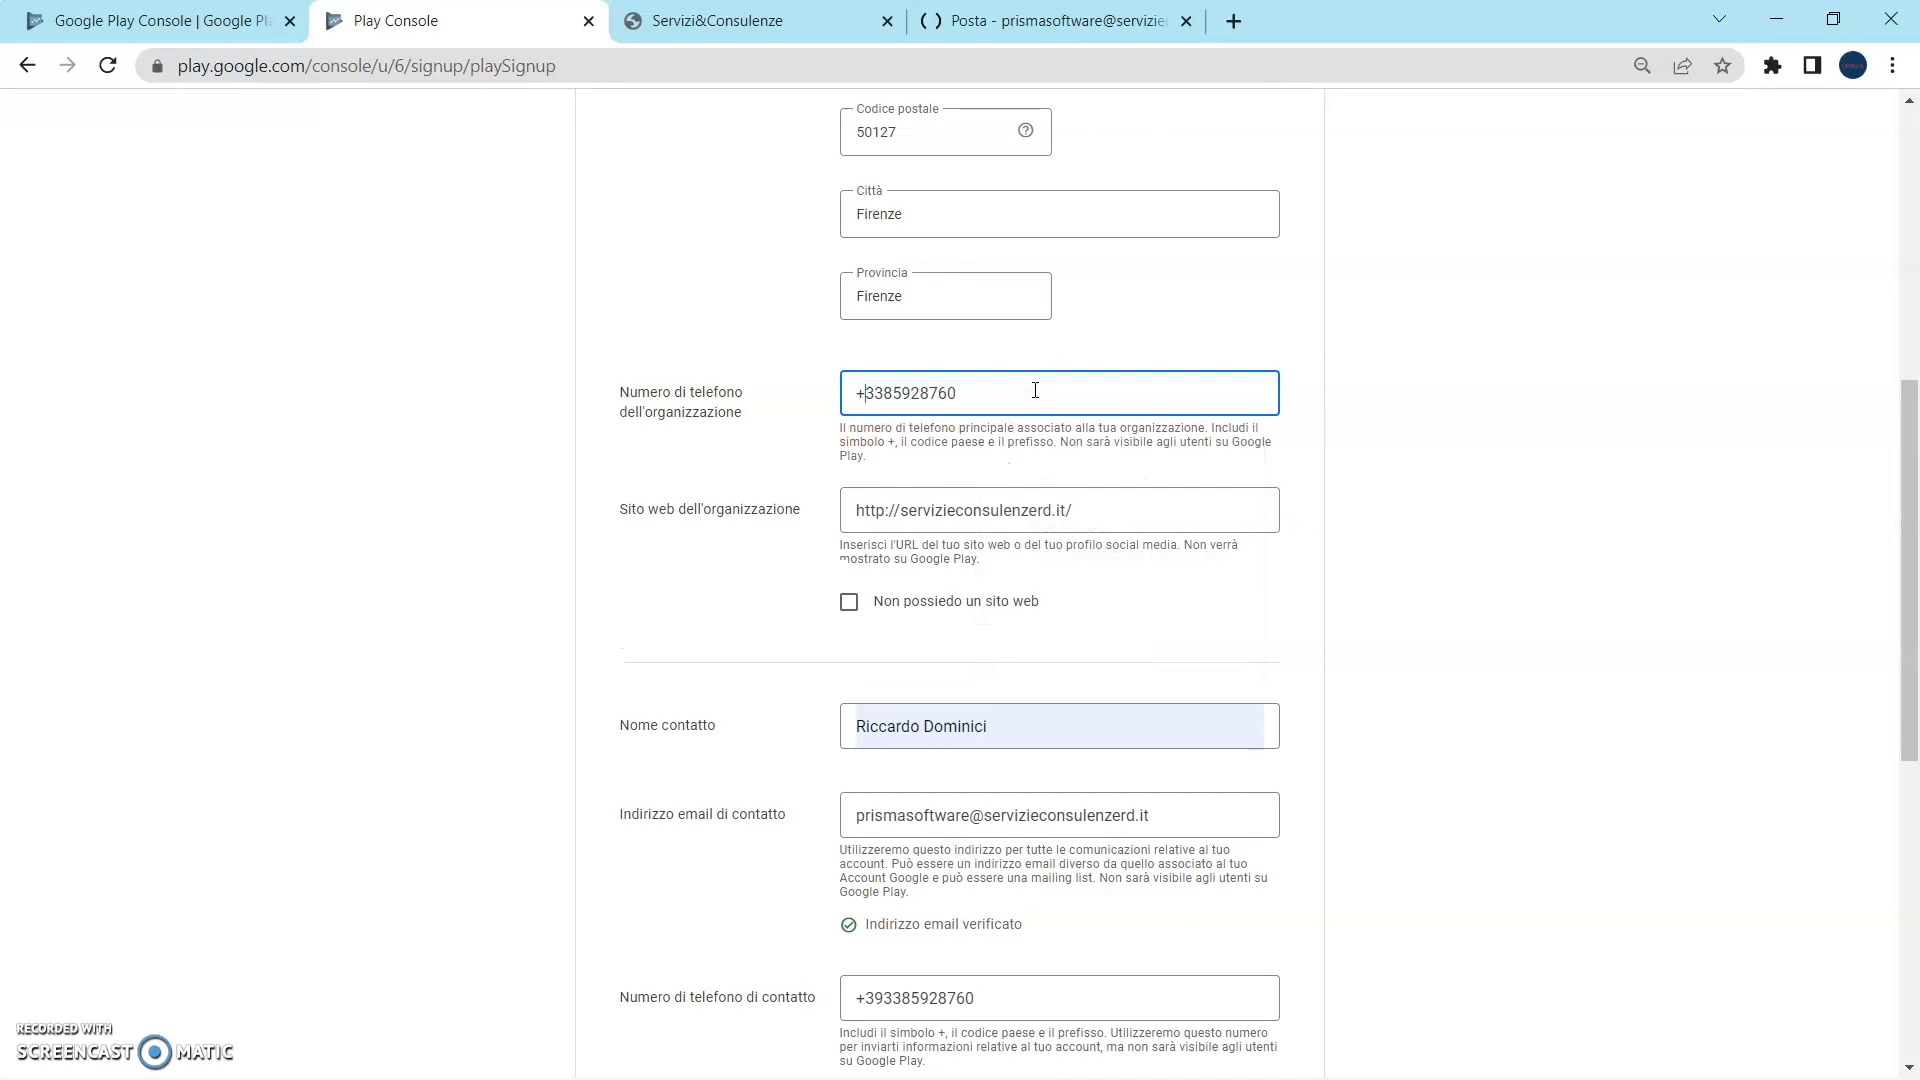 Google Play Console | Google Pl
Play Console
Servizi&Consulenze
Posta - prismasoftware@servizie
play.google.com/console/u/6/signup/playSignup
Codice postale
50127
Città
Firenze
Provincia
Firenze
Numero di telefono
dell'organizzazione
+3385928760
Il numero di telefono principale associato alla tua organizzazione. Includi il
simbolo +, il codice paese e il prefisso. Non sarà visibile agli utenti su Google
Play.
Sito web dell'organizzazione
http://servizieconsulenzerd.it/
Inserisci l'URL del tuo sito web o del tuo profilo social media. Non verrà
mostrato su Google Play.
Non possiedo un sito web
Nome contatto
Riccardo Dominici
Indirizzo email di contatto
prismasoftware@servizieconsulenzerd.it
Utilizzeremo questo indirizzo per tutte le comunicazioni relative al tuo
account. Può essere un indirizzo email diverso da quello associato al tuo
Account Google e può essere una mailing list. Non sarà visibile agli utenti su
Google Play.
Indirizzo email verificato
Numero di telefono di contatto
+393385928760
Includi il simbolo +, il codice paese e il prefisso. Utilizzeremo questo numero
per inviarti informazioni relative al tuo account, ma non sarà visibile agli utenti
su Google Play.
RECORDED WITH
SCREENCAST MATIC